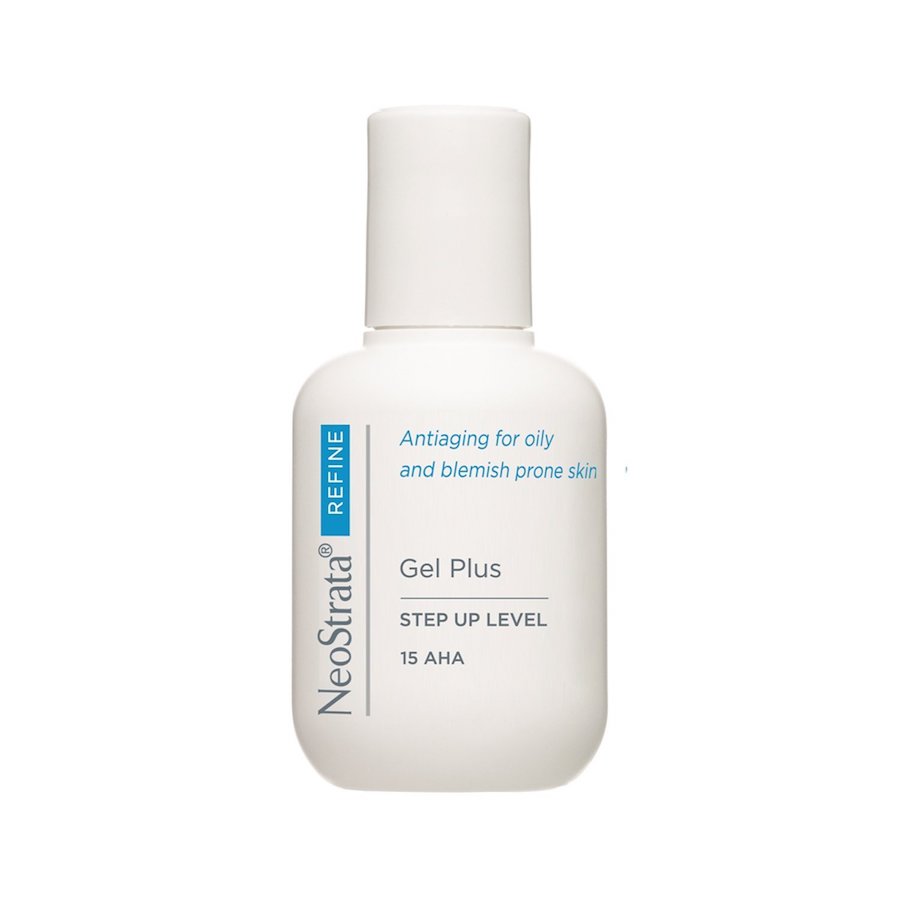 REFINE
NeoStrata®
Antiaging for oily
and blemish prone skin
Gel Plus
STEP UP LEVEL
15 AHA